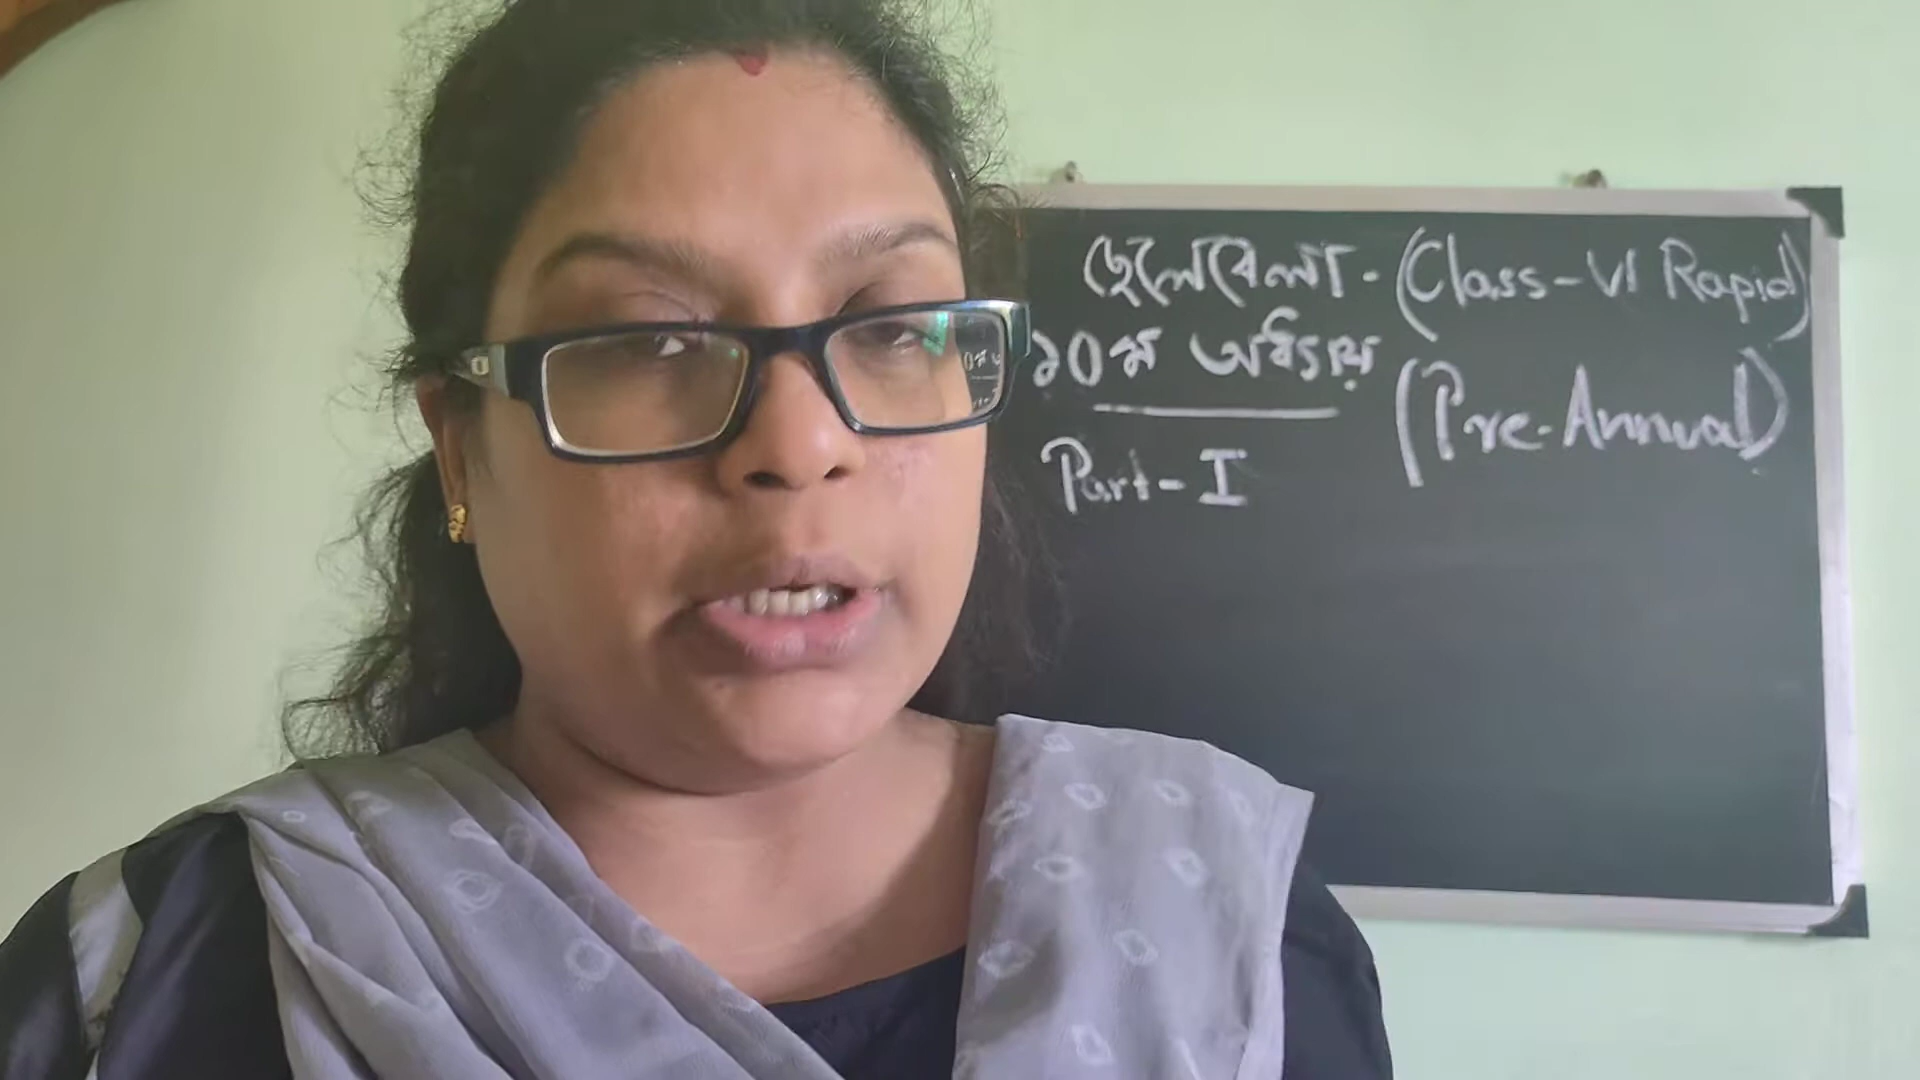 ছেলেবেলা - (Class-VI Rapid)
১০ম অধ্যায় (Pre-Annual)
Part-I